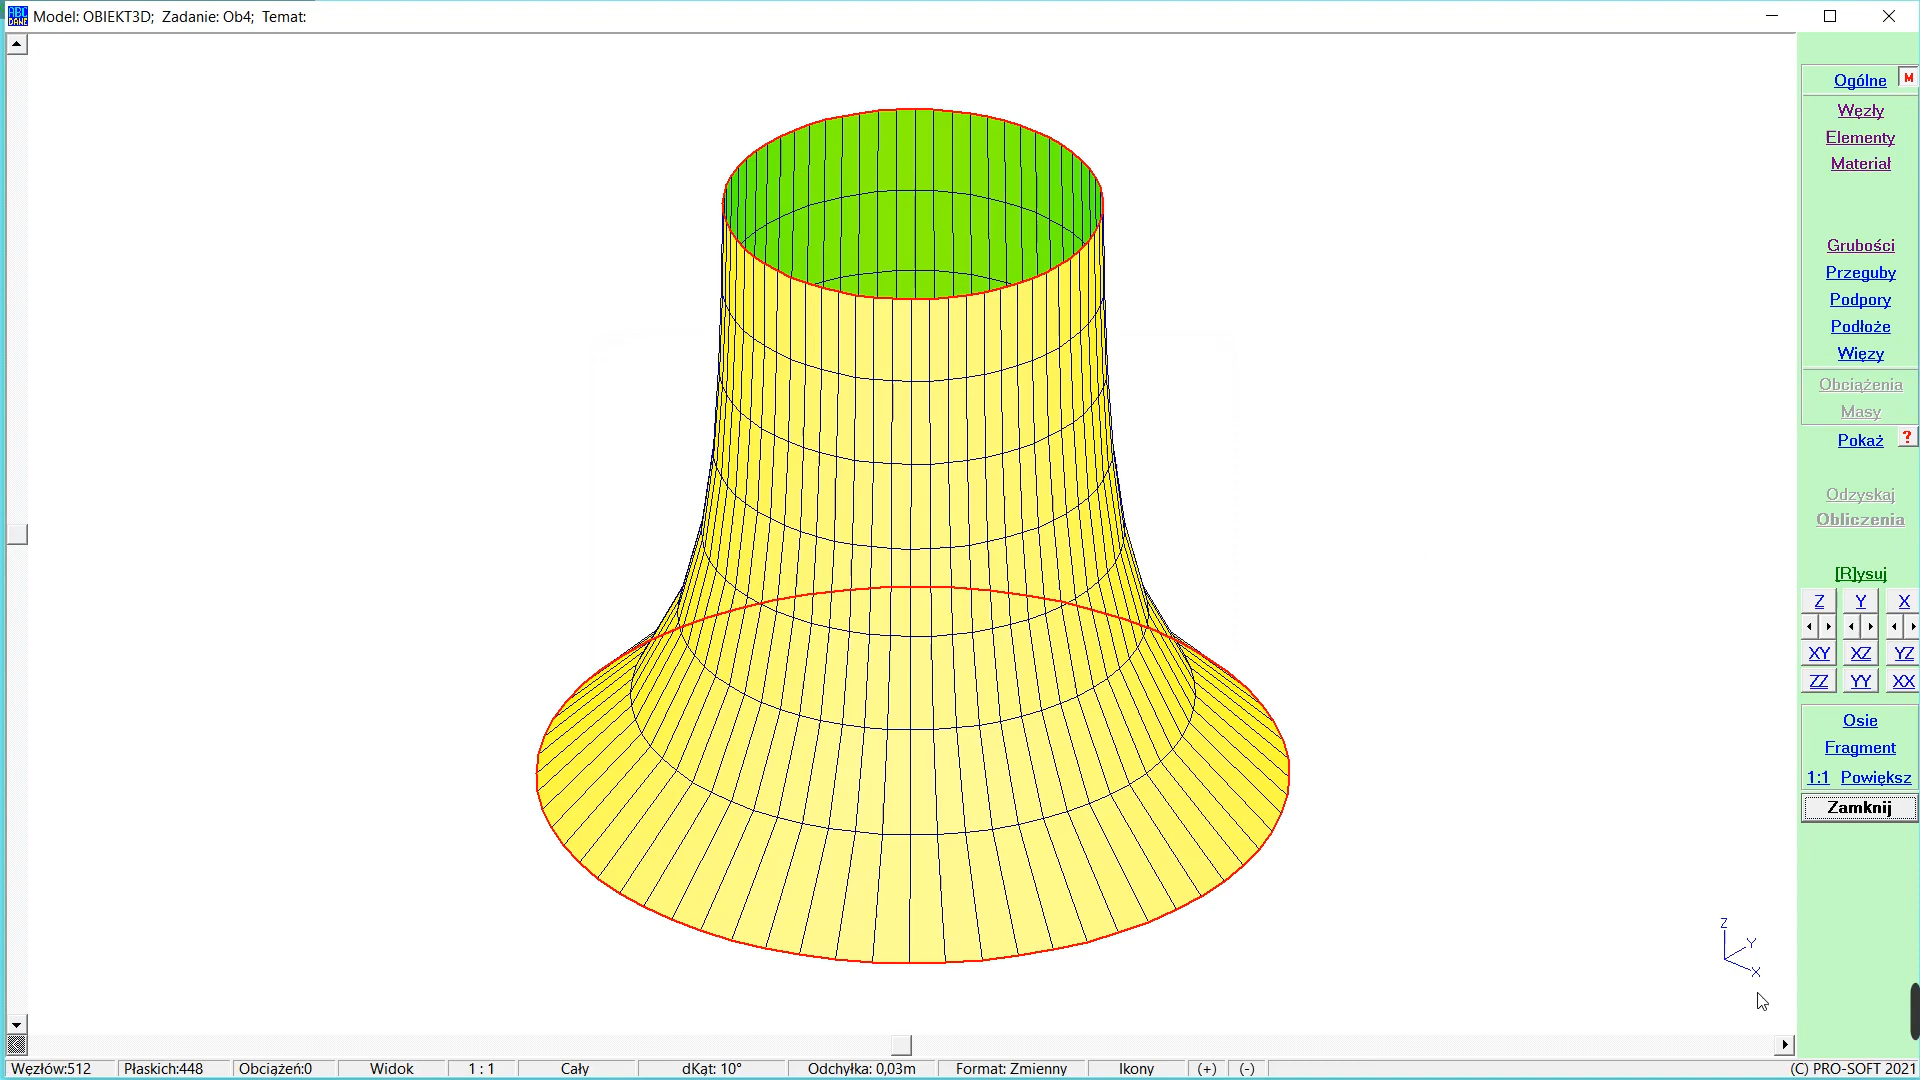 ABC
DANE
Model: OBIEKT3D; Zadanie: Ob4; Temat:
Ogólne M
Węzły
Elementy
Materiał
Grubości
Przeguby
Podpory
Podłoże
Więzy
Obciążenia
Masy
Pokaż ?
Odzyskaj
Obliczenia
[R]ysuj
Z Y X
XY XZ YZ
ZZ YY XX
Osie
Fragment
1:1 Powiększ
Zamknij
Z
Y
X
Węzłów:512 Płaskich:448 Obciążeń:0 Widok 1 : 1 Cały dKąt: 10° Odchyłka: 0,03m Format: Zmienny Ikony (+) (-) (C) PRO-SOFT 2021